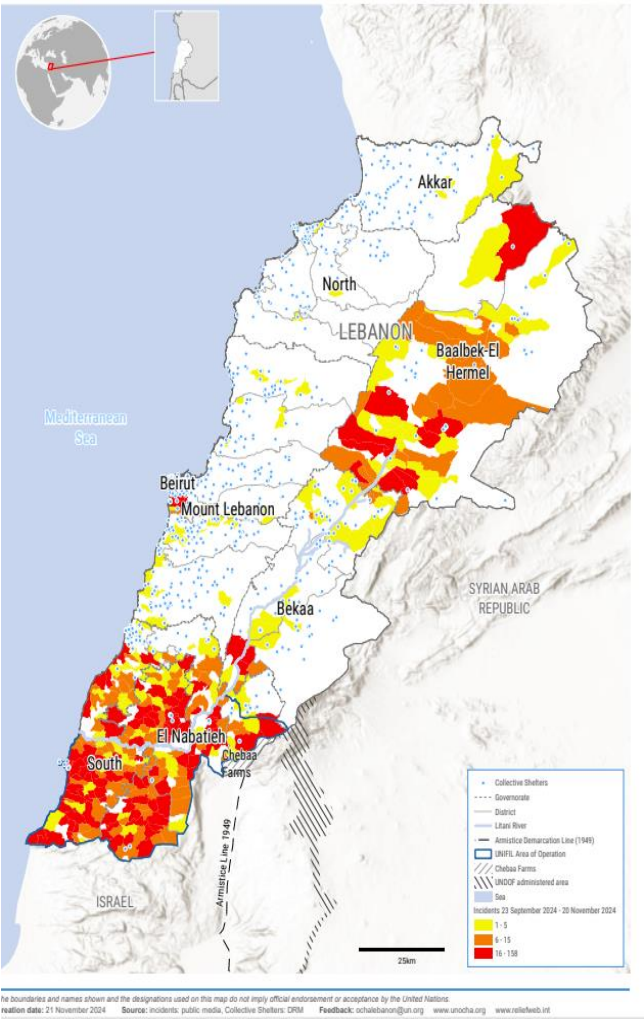 Akkar
North
LEBANON
Baalbek-El
Hermel
Mediterranean
Sea
Beirut
Mount Lebanon
SYRIAN ARAB
REPUBLIC
Bekaa
El Nabatieh
South
Chebaa
Farms
Armistice Line 1949
ISRAEL
Collective Shelters
Governorate
District
Litani River
Armistice Demarcation Line (1949)
UNIFIL Area of Operation
Chebaa Farms
UNDOF administered area
Sea
Incidents 23 September 2024 - 20 November 2024
1 - 5
6 - 15
16 - 158
25km
he boundaries and names shown and the designations used on this map do not imply official endorsement or acceptance by the United Nations.
reation date: 21 November 2024 Source: incidents: public media, Collective Shelters: DRM Feedback: ochalebanon@un.org www.unocha.org www.reliefweb.int